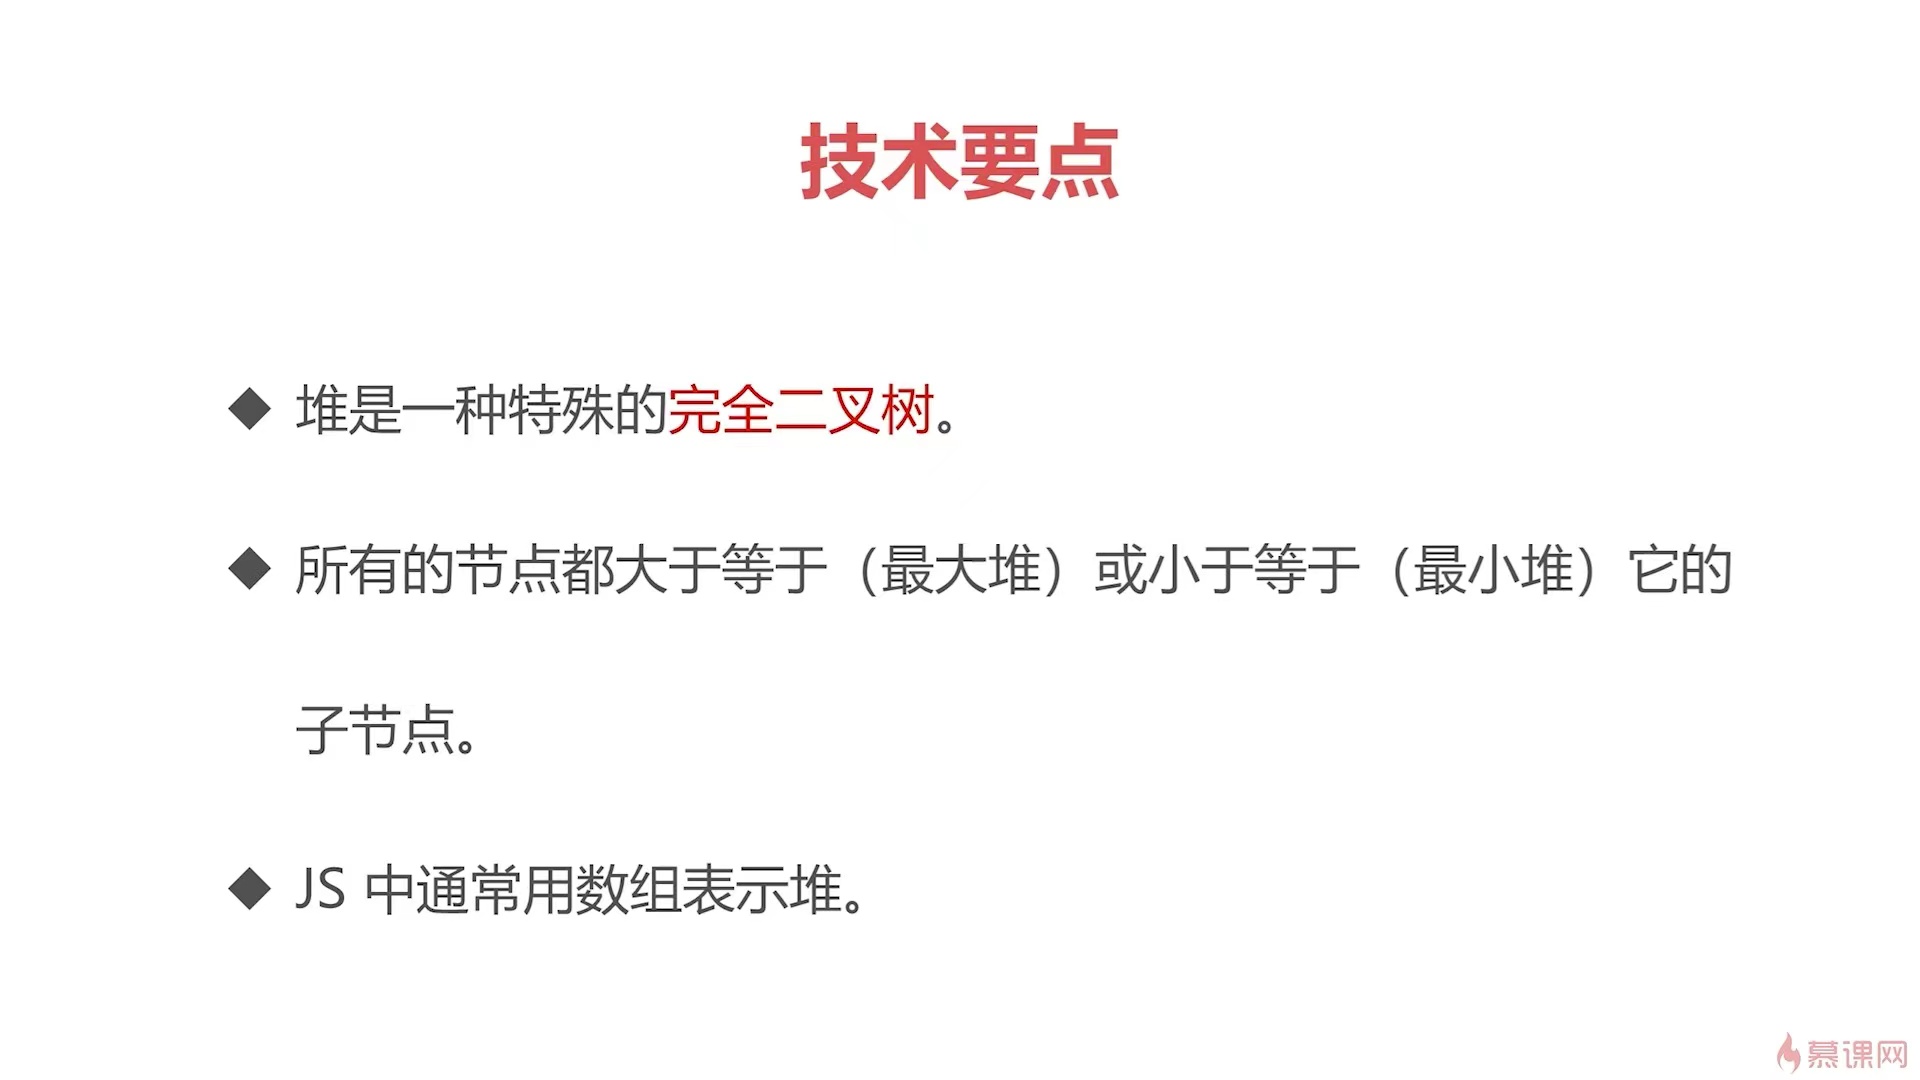 技术要点
◆ 堆是一种特殊的完全二叉树。
◆ 所有的节点都大于等于（最大堆）或小于等于（最小堆）它的
子节点。
◆ JS 中通常用数组表示堆。
慕课网